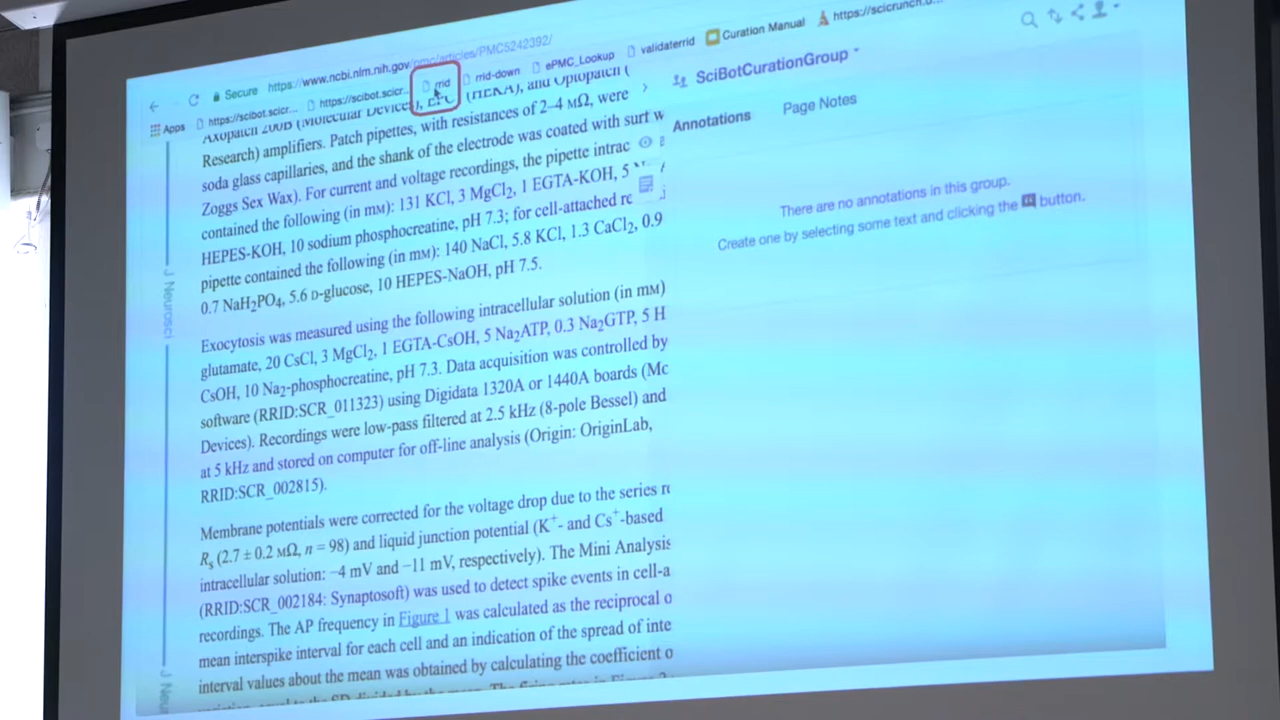 Secure https://www.ncbi.nlm.nih.gov/pmc/articles/PMC5242392/
Apps https://scibot.scicr... https://scibot.scicr... rrid rrid-down ePMC_Lookup validaterrid Curation Manual https://scicrunch.o...
SciBotCurationGroup
Annotations Page Notes
There are no annotations in this group.
Create one by selecting some text and clicking the button.
J Neurosci
J Neur
Axopatch 200B (Molecular Devices), EPC (HEKA), and Optopatch (
Research) amplifiers. Patch pipettes, with resistances of 2–4 MΩ, were
soda glass capillaries, and the shank of the electrode was coated with surf w
Zoggs Sex Wax). For current and voltage recordings, the pipette intrac
contained the following (in mM): 131 KCl, 3 MgCl2, 1 EGTA-KOH, 5
HEPES-KOH, 10 sodium phosphocreatine, pH 7.3; for cell-attached re
pipette contained the following (in mM): 140 NaCl, 5.8 KCl, 1.3 CaCl2, 0.9
0.7 NaH2PO4, 5.6 D-glucose, 10 HEPES-NaOH, pH 7.5.
Exocytosis was measured using the following intracellular solution (in mM)
glutamate, 20 CsCl, 3 MgCl2, 1 EGTA-CsOH, 5 Na2ATP, 0.3 Na2GTP, 5 H
CsOH, 10 Na2-phosphocreatine, pH 7.3. Data acquisition was controlled by
software (RRID:SCR_011323) using Digidata 1320A or 1440A boards (Mo
Devices). Recordings were low-pass filtered at 2.5 kHz (8-pole Bessel) and
at 5 kHz and stored on computer for off-line analysis (Origin: OriginLab,
RRID:SCR_002815).
Membrane potentials were corrected for the voltage drop due to the series re
Rs (2.7 ± 0.2 MΩ, n = 98) and liquid junction potential (K+- and Cs+-based
intracellular solution: −4 mV and −11 mV, respectively). The Mini Analysis
(RRID:SCR_002184: Synaptosoft) was used to detect spike events in cell-a
recordings. The AP frequency in Figure 1 was calculated as the reciprocal o
mean interspike interval for each cell and an indication of the spread of inte
interval values about the mean was obtained by calculating the coefficient o